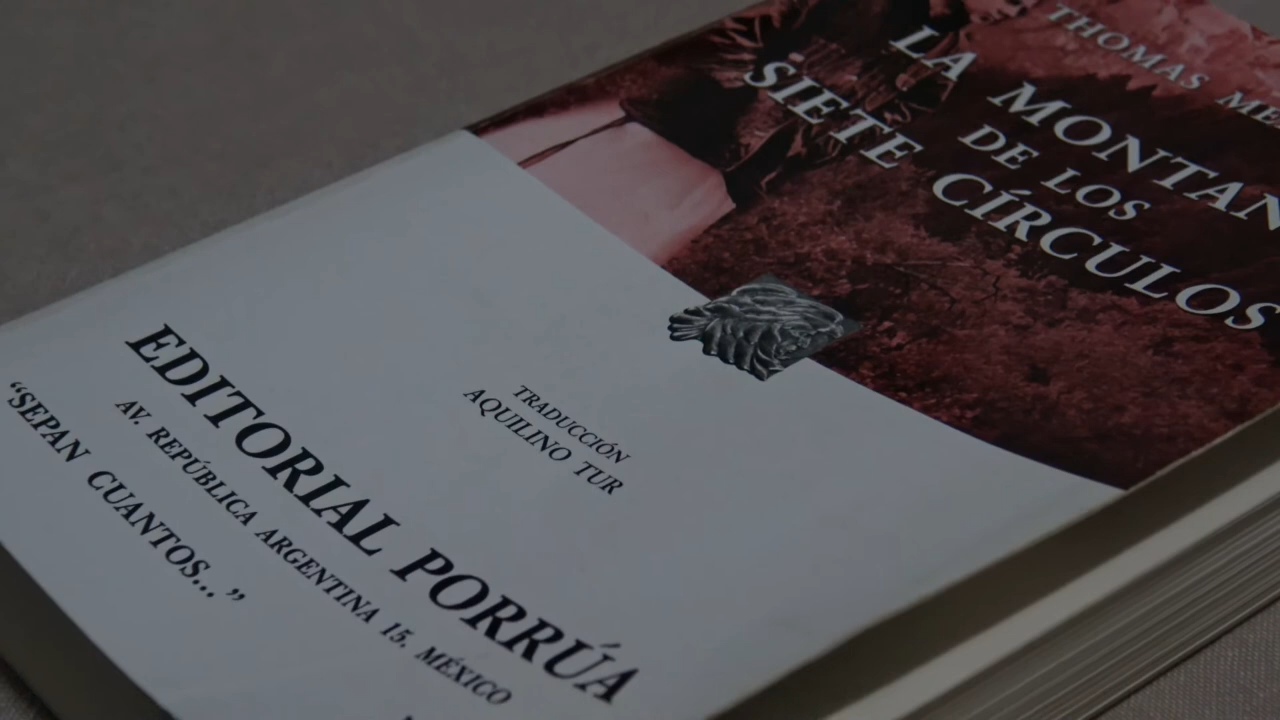 THOMAS
LA MONTAÑ
DE LOS
SIETE CÍRCULOS
TRADUCCIÓN
AQUILINO TUR
EDITORIAL PORRÚA
AV. REPÚBLICA ARGENTINA 15. MÉXICO
“SEPAN CUANTOS...”